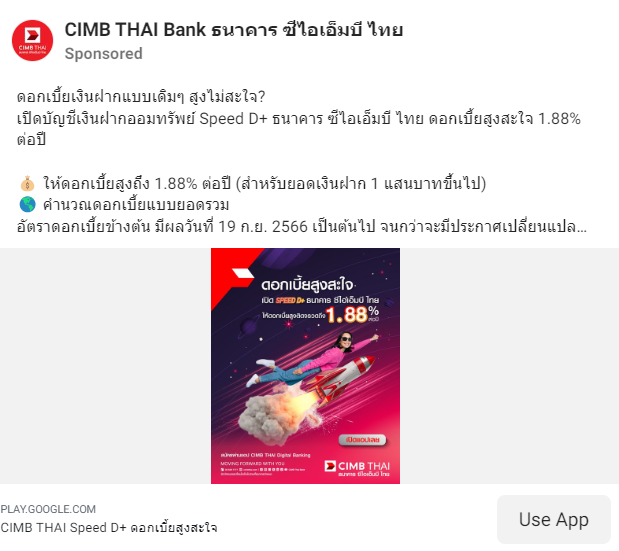 CIMB THAI Bank ธนาคาร ซีไอเอ็มบี ไทย
Sponsored
CIMB THAI
ดอกเบี้ยเงินฝากแบบเดิมๆ สูงไม่สะใจ?
เปิดบัญชีเงินฝากออมทรัพย์ Speed D+ ธนาคาร ซีไอเอ็มบี ไทย ดอกเบี้ยสูงสะใจ 1.88%
ต่อปี
💰 ให้ดอกเบี้ยสูงถึง 1.88% ต่อปี (สำหรับยอดเงินฝาก 1 แสนบาทขึ้นไป)
🌎 คำนวณดอกเบี้ยแบบยอดรวม
อัตราดอกเบี้ยข้างต้น มีผลวันที่ 19 ก.ย. 2566 เป็นต้นไป จนกว่าจะมีประกาศเปลี่ยนแปล...
ดอกเบี้ยสูงสะใจ
เปิด SPEED D+ ธนาคาร ซีไอเอ็มบี ไทย
ให้ดอกเบี้ยสูงติดจรวดถึง 1.88%
ต่อปี
เปิดแอปเลย
สมัครผ่านแอป CIMB THAI Digital Banking
MOVING FORWARD WITH YOU
CIMB THAI
ธนาคาร ซีไอเอ็มบี ไทย
PLAY.GOOGLE.COM
CIMB THAI Speed D+ ดอกเบี้ยสูงสะใจ
Use App